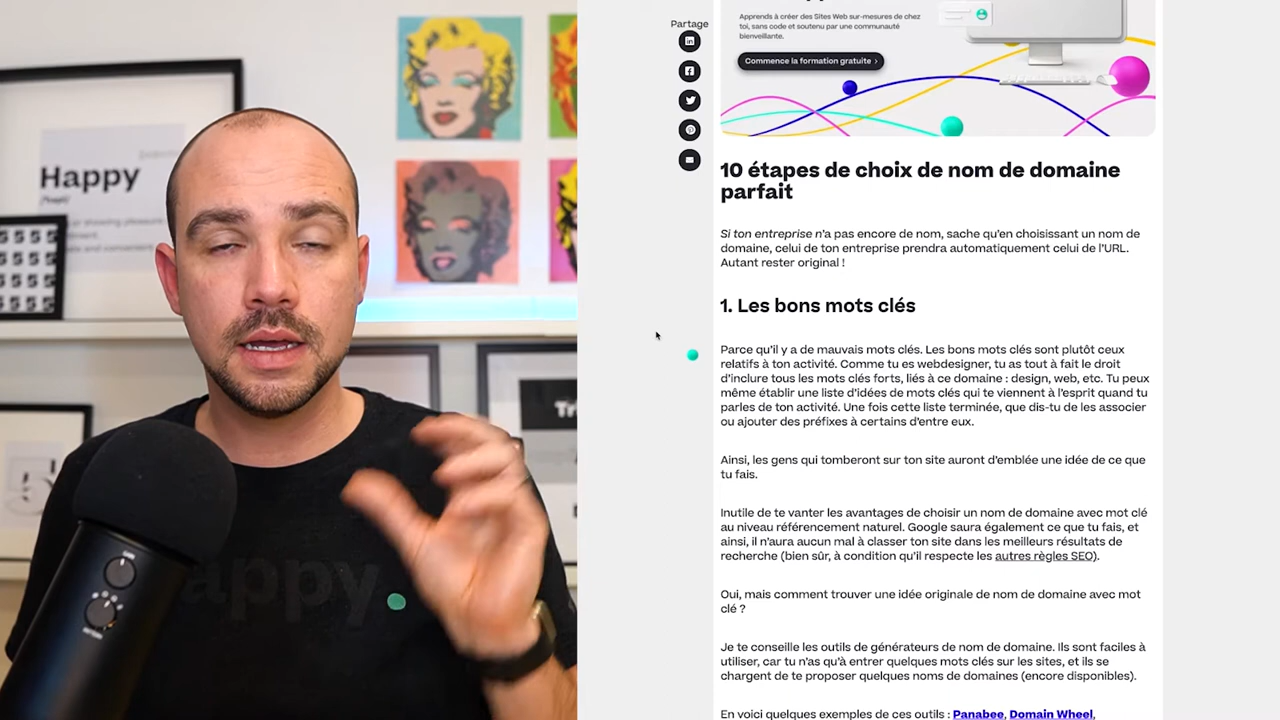 Happy
S S S S
S S S S
S S S S
S S S S
Tr
appy.
Partage
Apprends à créer des Sites Web sur-mesures de chez
toi, sans code et soutenu par une communauté
bienveillante.
Commence la formation gratuite ›
10 étapes de choix de nom de domaine
parfait
Si ton entreprise n'a pas encore de nom, sache qu'en choisissant un nom de
domaine, celui de ton entreprise prendra automatiquement celui de l'URL.
Autant rester original !
1. Les bons mots clés
Parce qu'il y a de mauvais mots clés. Les bons mots clés sont plutôt ceux
relatifs à ton activité. Comme tu es webdesigner, tu as tout à fait le droit
d'inclure tous les mots clés forts, liés à ce domaine : design, web, etc. Tu peux
même établir une liste d'idées de mots clés qui te viennent à l'esprit quand tu
parles de ton activité. Une fois cette liste terminée, que dis-tu de les associer
ou ajouter des préfixes à certains d'entre eux.
Ainsi, les gens qui tomberont sur ton site auront d'emblée une idée de ce que
tu fais.
Inutile de te vanter les avantages de choisir un nom de domaine avec mot clé
au niveau référencement naturel. Google saura également ce que tu fais, et
ainsi, il n'aura aucun mal à classer ton site dans les meilleurs résultats de
recherche (bien sûr, à condition qu'il respecte les autres règles SEO).
Oui, mais comment trouver une idée originale de nom de domaine avec mot
clé ?
Je te conseille les outils de générateurs de nom de domaine. Ils sont faciles à
utiliser, car tu n'as qu'à entrer quelques mots clés sur les sites, et ils se
chargent de te proposer quelques noms de domaines (encore disponibles).
En voici quelques exemples de ces outils : Panabee, Domain Wheel,